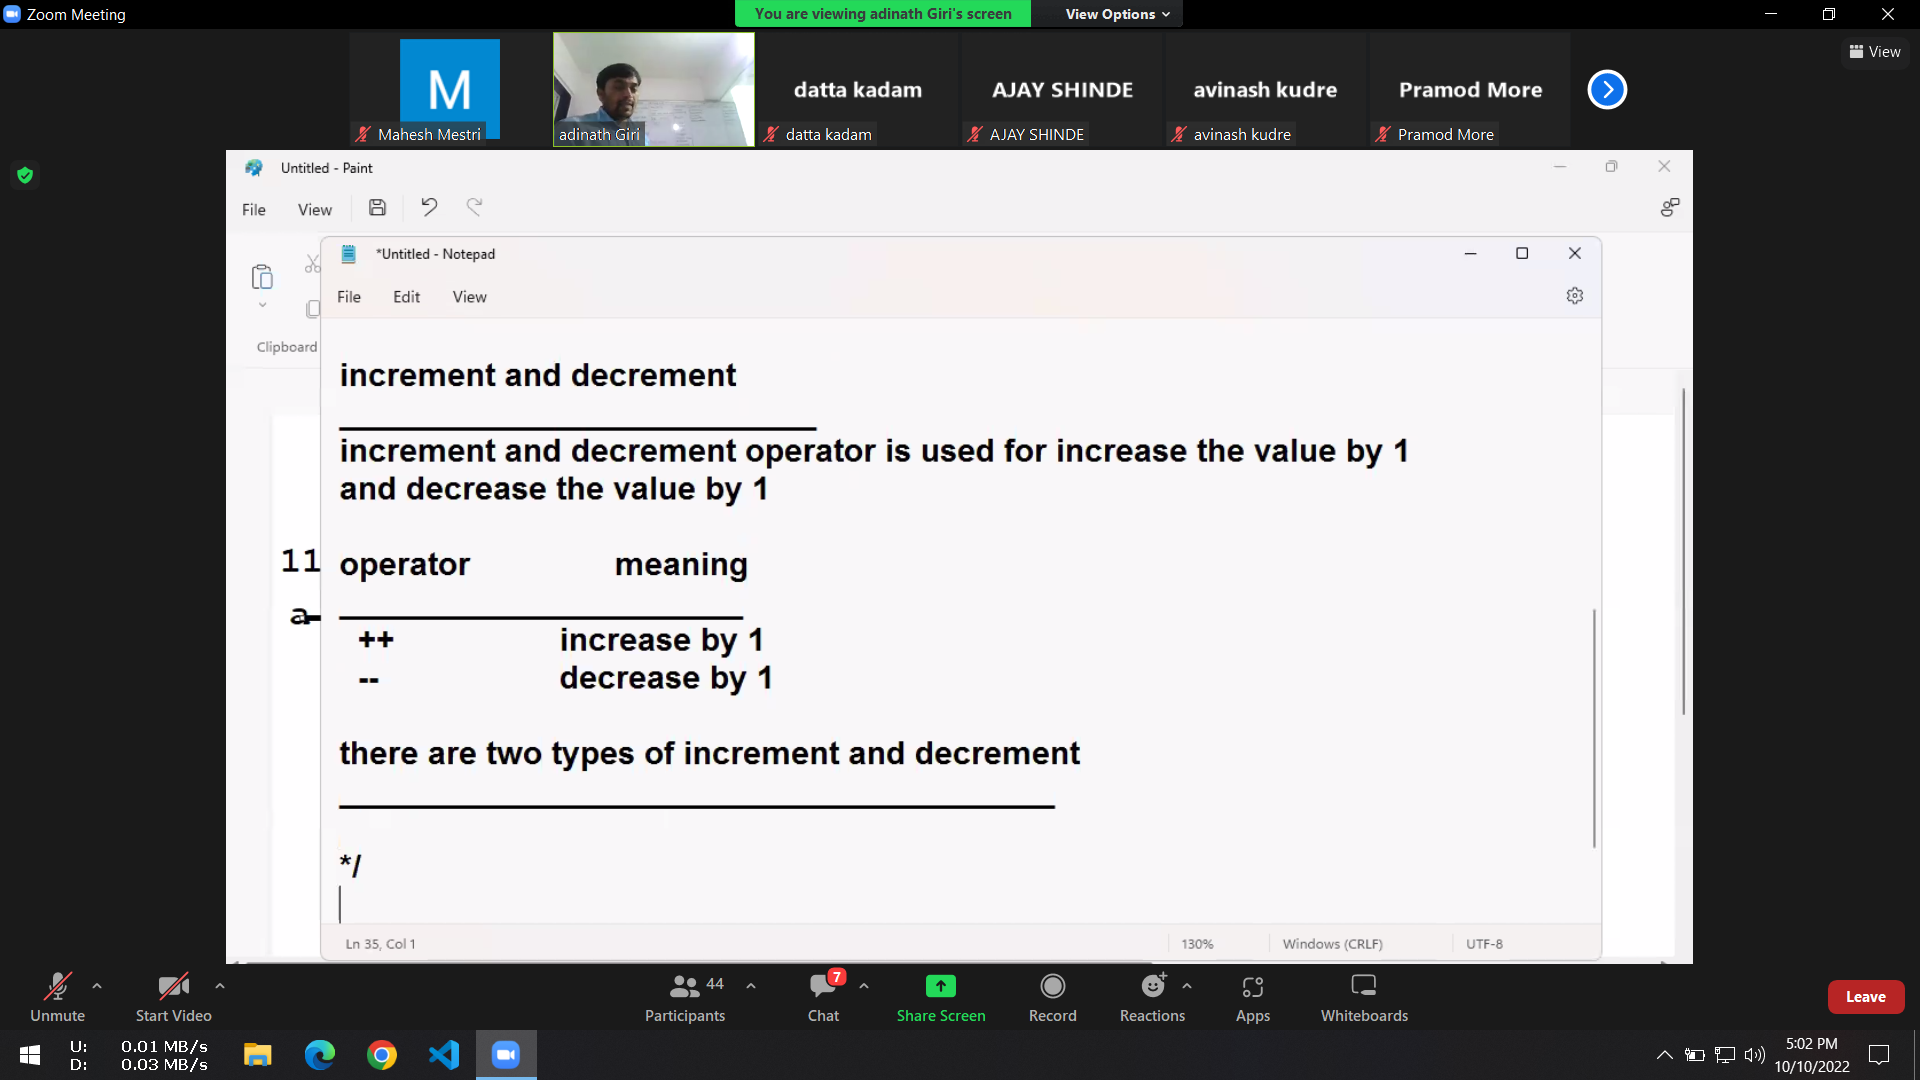 Zoom Meeting
You are viewing adinath Giri's screen
View Options
View
M
Mahesh Mestri
adinath Giri
datta kadam
datta kadam
AJAY SHINDE
AJAY SHINDE
avinash kudre
avinash kudre
Pramod More
Pramod More
Untitled - Paint
File View
*Untitled - Notepad
File Edit View
Clipboard
increment and decrement
increment and decrement operator is used for increase the value by 1
and decrease the value by 1
11
operator meaning
a-
++ increase by 1
-- decrease by 1
there are two types of increment and decrement
*/
Ln 35, Col 1
130%
Windows (CRLF)
UTF-8
Unmute
Start Video
44
Participants
7
Chat
Share Screen
Record
Reactions
Apps
Whiteboards
Leave
U: 0.01 MB/s
D: 0.03 MB/s
5:02 PM
10/10/2022